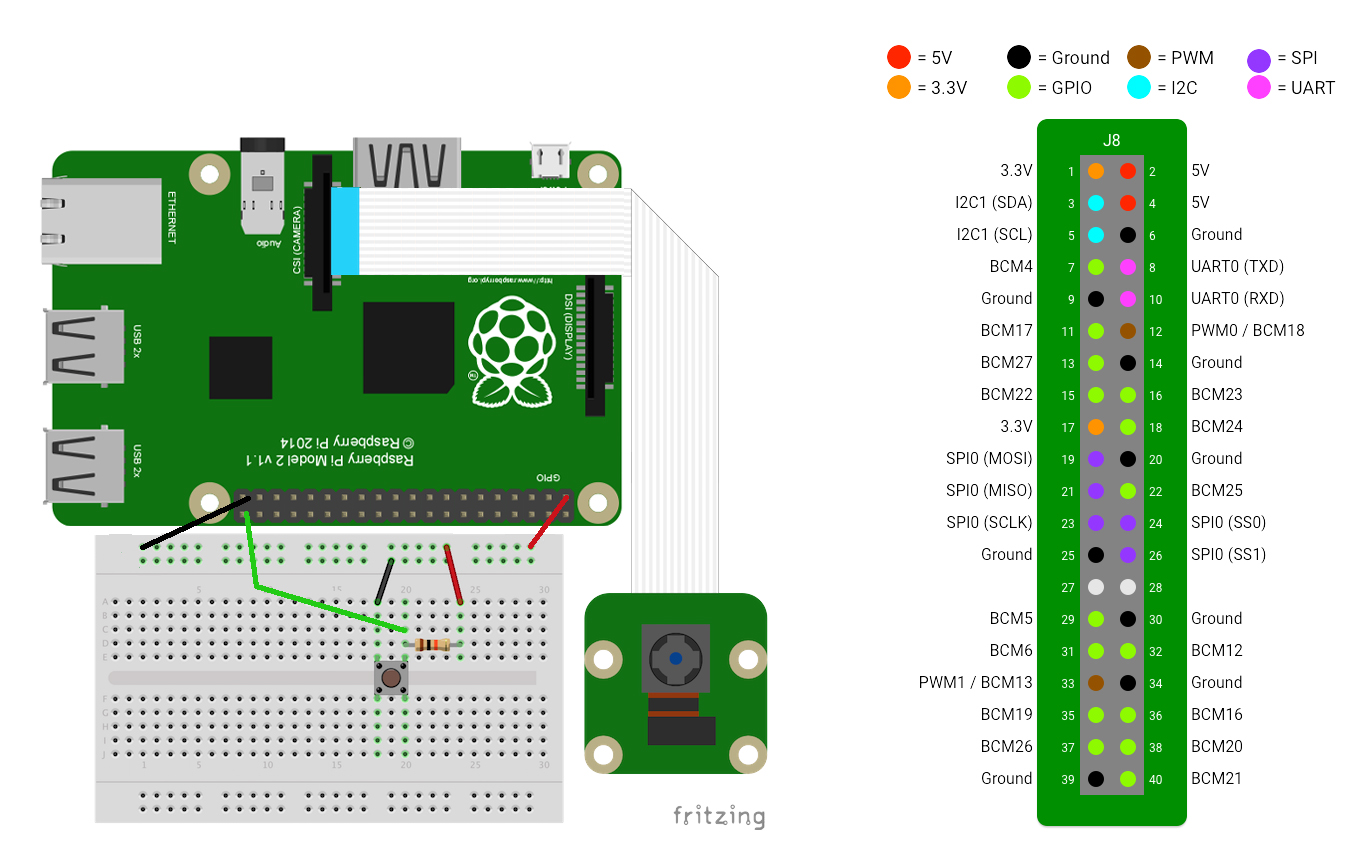 = 5V
= Ground
= PWM
= SPI
= 3.3V
= GPIO
= I2C
= UART
ETHERNET
Audio
CSI (CAMERA)
http://www.raspberrypi.org
DSI (DISPLAY)
TM
USB 2x
USB 2x
Raspberry Pi Model 2 v1.1
© Raspberry Pi 2014
GPIO
5 15 20 25 30
A
B
C
D
E
F
G
H
I
J
1 5 10 15 20 25 30
fritzing
J8
3.3V 1 2 5V
I2C1 (SDA) 3 4 5V
I2C1 (SCL) 5 6 Ground
BCM4 7 8 UART0 (TXD)
Ground 9 10 UART0 (RXD)
BCM17 11 12 PWM0 / BCM18
BCM27 13 14 Ground
BCM22 15 16 BCM23
3.3V 17 18 BCM24
SPI0 (MOSI) 19 20 Ground
SPI0 (MISO) 21 22 BCM25
SPI0 (SCLK) 23 24 SPI0 (SS0)
Ground 25 26 SPI0 (SS1)
27 28
BCM5 29 30 Ground
BCM6 31 32 BCM12
PWM1 / BCM13 33 34 Ground
BCM19 35 36 BCM16
BCM26 37 38 BCM20
Ground 39 40 BCM21